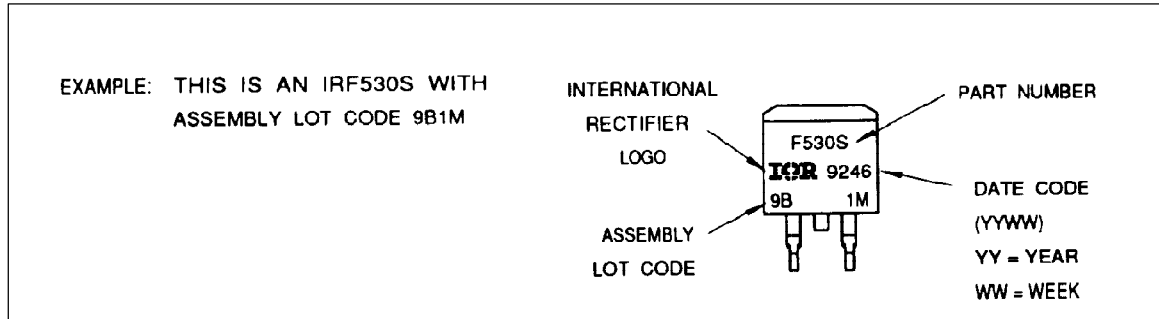 EXAMPLE: THIS IS AN IRF530S WITH
ASSEMBLY LOT CODE 9B1M
INTERNATIONAL
RECTIFIER
LOGO
PART NUMBER
F530S
IOR 9246
9B 1M
ASSEMBLY
LOT CODE
DATE CODE
(YYWW)
YY = YEAR
WW = WEEK